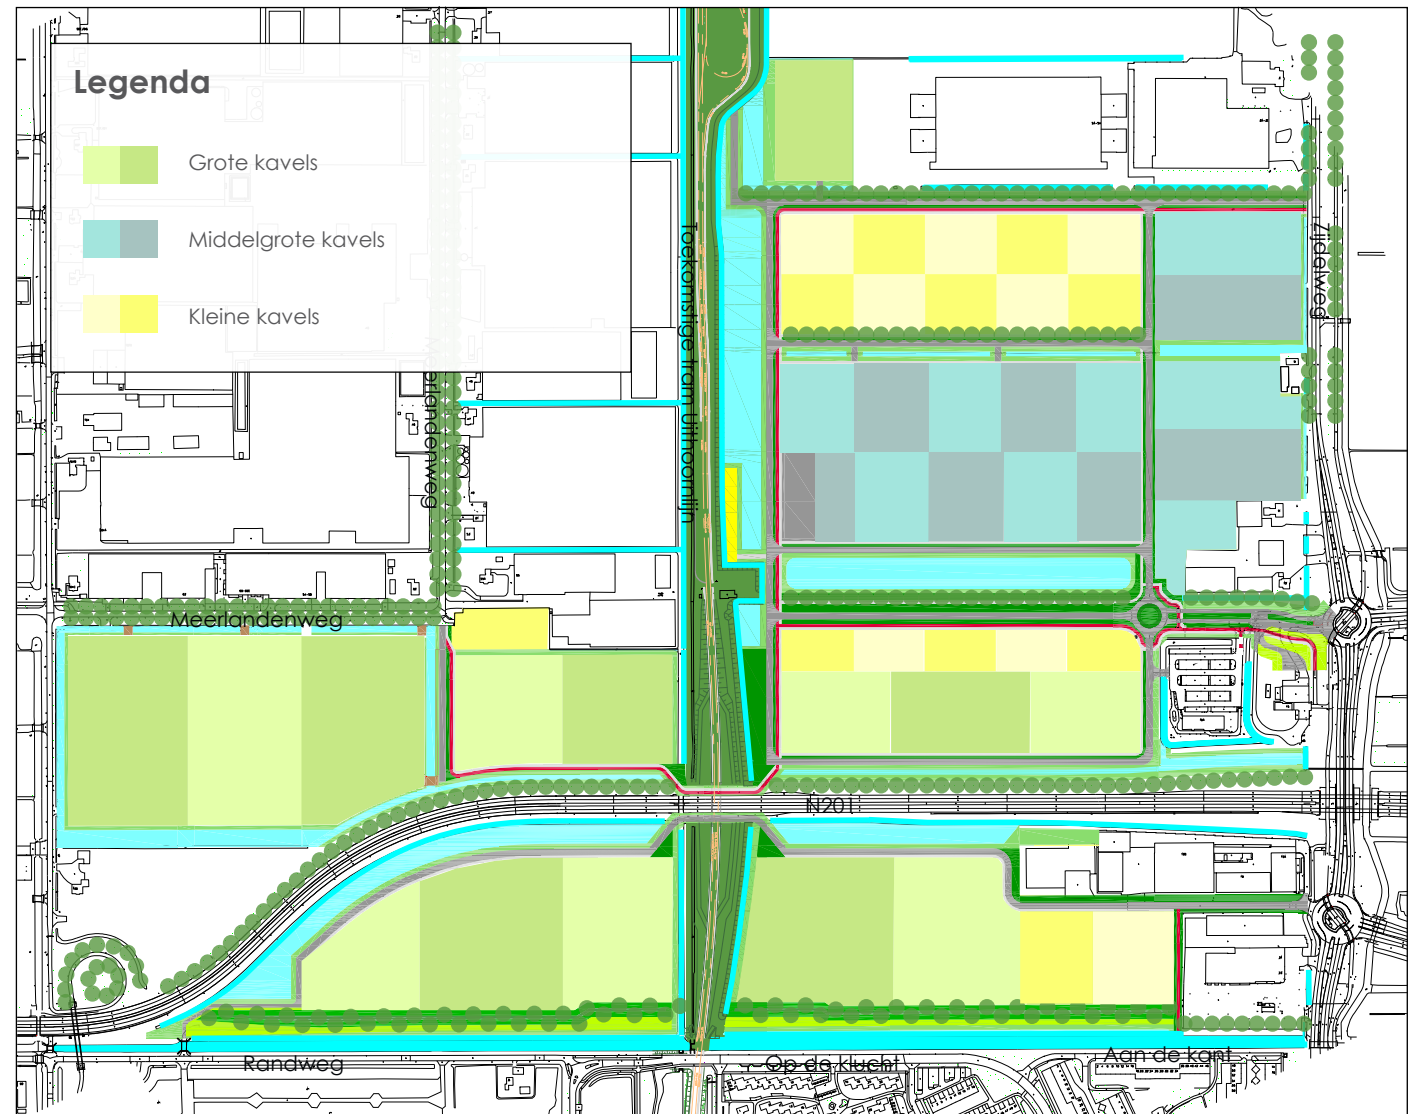 Legenda
Grote kavels
Middelgrote kavels
Kleine kavels
Toekomstige tram Uithoornlijn
Zijdelweg
Meerlandenweg
N201
Randweg
Op de klucht
Aan de kant